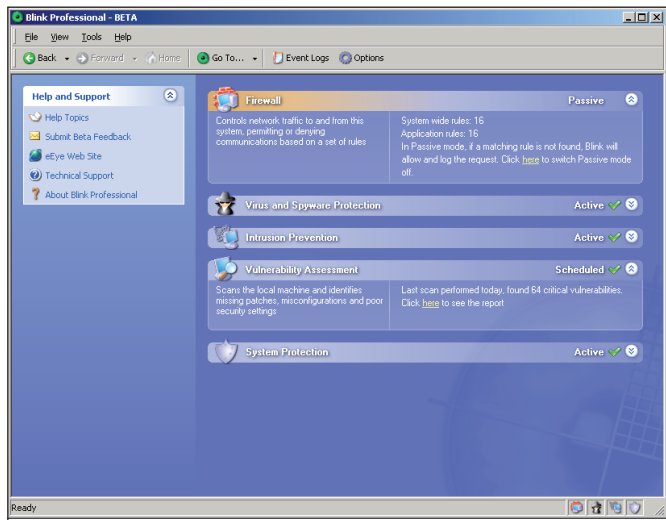 Blink Professional - BETA
File View Tools Help
Back Forward Home Go To... Event Logs Options
Help and Support
Help Topics
Submit Beta Feedback
eEye Web Site
Technical Support
About Blink Professional
Firewall Passive
Controls network traffic to and from this
system, permitting or denying
communications based on a set of rules
System wide rules: 16
Application rules: 16
In Passive mode, if a matching rule is not found, Blink will
allow and log the request. Click here to switch Passive mode
off.
Virus and Spyware Protection Active
Intrusion Prevention Active
Vulnerability Assessment Scheduled
Scans the local machine and identifies
missing patches, misconfigurations and poor
security settings
Last scan performed today, found 64 critical vulnerabilities.
Click here to see the report
System Protection Active
Ready